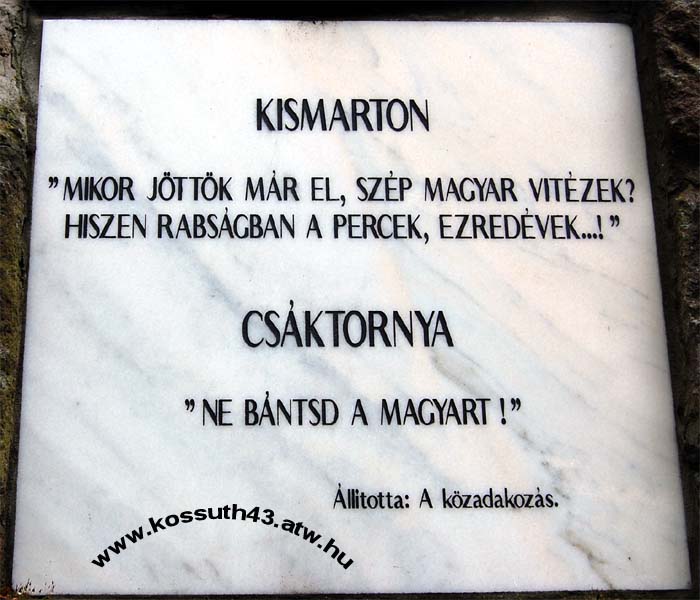 KISMARTON
"MIKOR JÖTTÖK MÁR EL, SZÉP MAGYAR VITÉZEK?
HISZEN RABSÁGBAN A PERCEK, EZREDÉVEK...!"
CSÁKTORNYA
"NE BÁNTSD A MAGYART !"
Állitotta: A közadakozás.
www.kossuth43.atw.hu